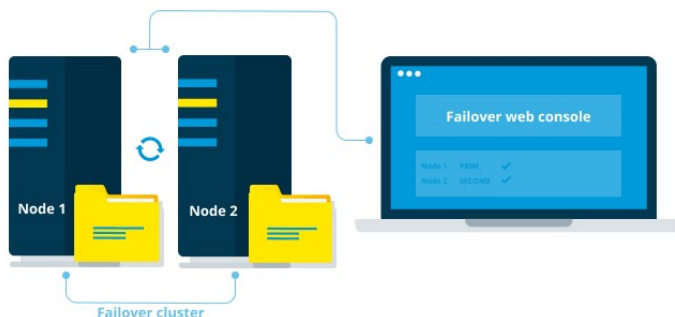 Failover web console
Node 1 PRIM
Node 2 SECOND
Node 1
Node 2
Failover cluster